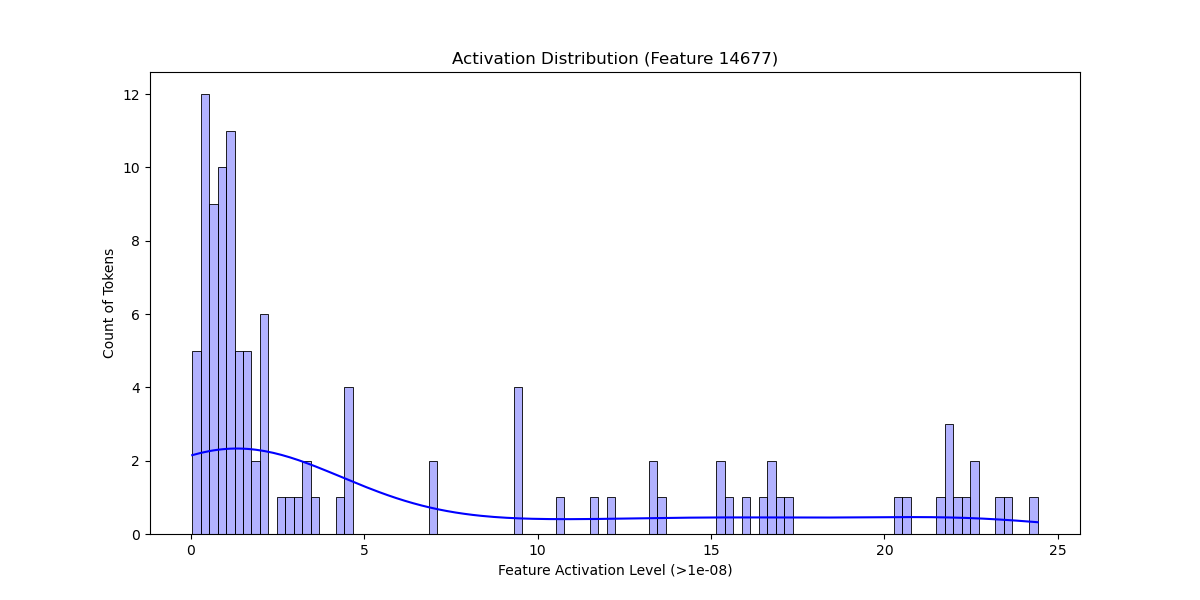 Activation Distribution (Feature 14677)
12
10
8
6
4
2
0
Count of Tokens
0 5 10 15 20 25
Feature Activation Level (>1e-08)